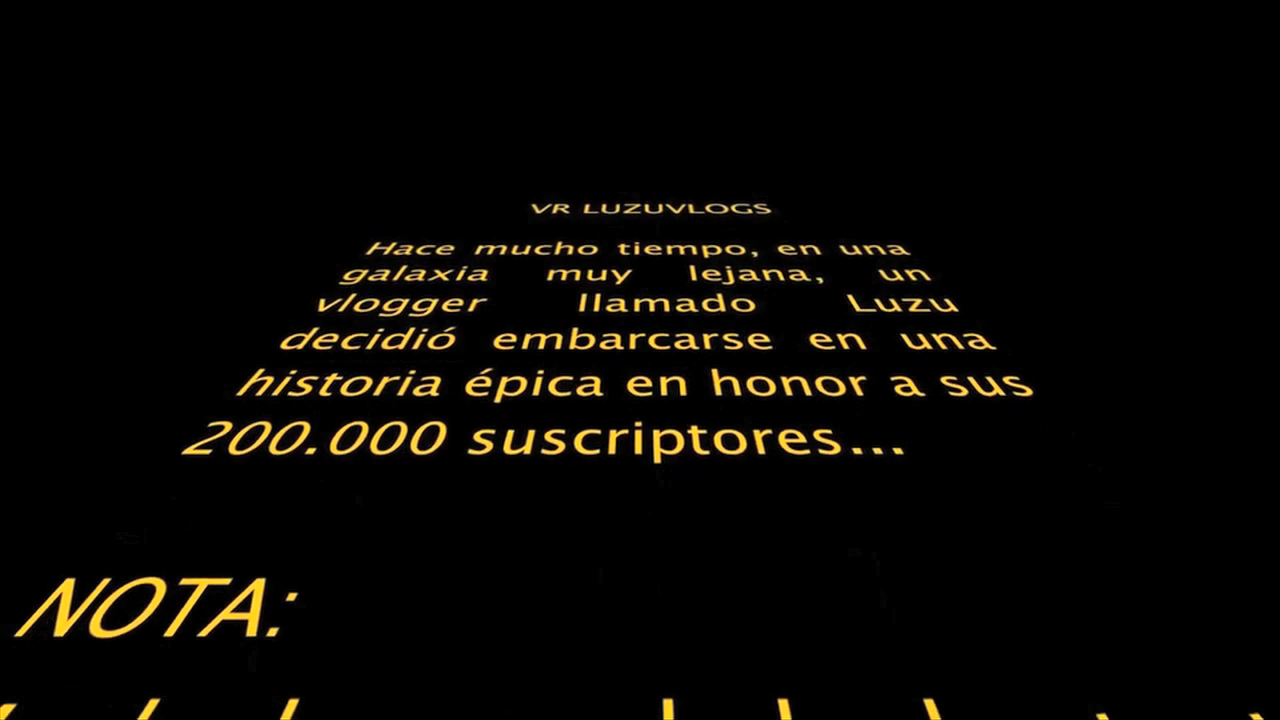 VR LUZUVLOGS
Hace mucho tiempo, en una
galaxia muy lejana, un
vlogger llamado Luzu
decidió embarcarse en una
historia épica en honor a sus
200.000 suscriptores...
NOTA: